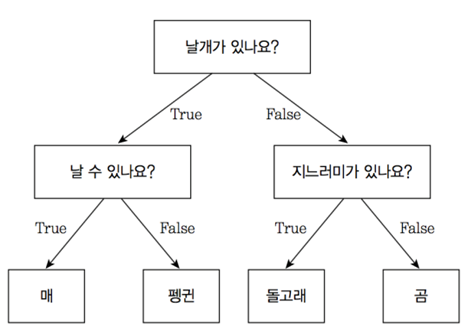 날개가 있나요?
True
False
날 수 있나요?
지느러미가 있나요?
True
False
True
False
매
펭귄
돌고래
곰